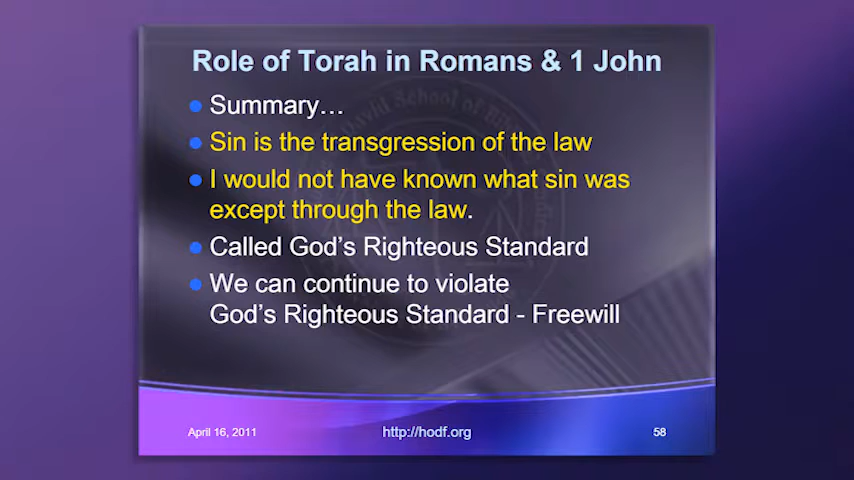 Role of Torah in Romans & 1 John
Summary…
Sin is the transgression of the law
I would not have known what sin was
except through the law.
Called God's Righteous Standard
We can continue to violate
God's Righteous Standard - Freewill
April 16, 2011
http://hodf.org
58